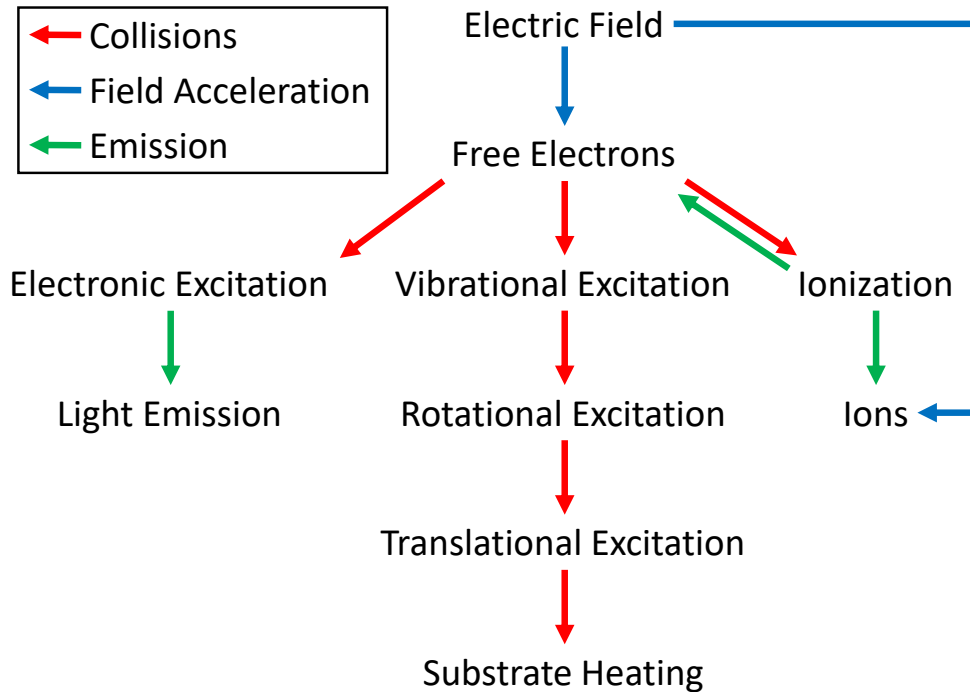 Collisions
Field Acceleration
Emission
Electric Field
Free Electrons
Electronic Excitation
Vibrational Excitation
Ionization
Light Emission
Rotational Excitation
Ions
Translational Excitation
Substrate Heating